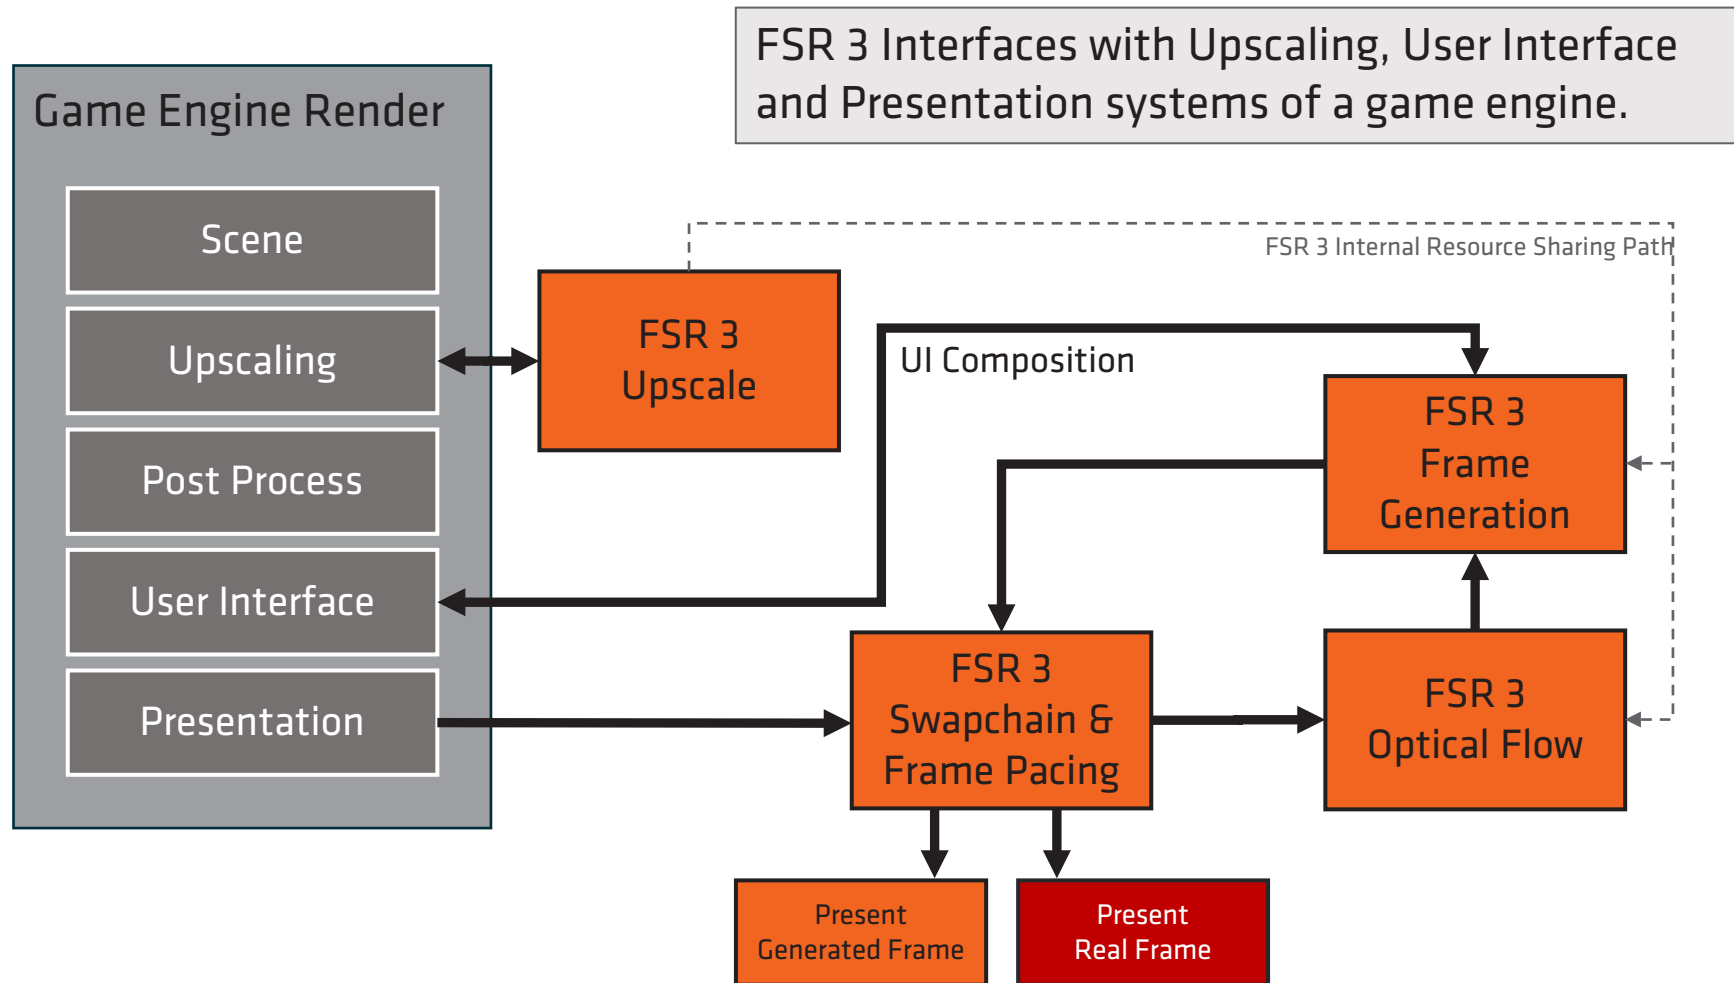 FSR 3 Interfaces with Upscaling, User Interface
and Presentation systems of a game engine.
Game Engine Render
Scene
Upscaling
Post Process
User Interface
Presentation
FSR 3
Upscale
FSR 3 Internal Resource Sharing Path
UI Composition
FSR 3
Frame
Generation
FSR 3
Swapchain &
Frame Pacing
FSR 3
Optical Flow
Present
Generated Frame
Present
Real Frame